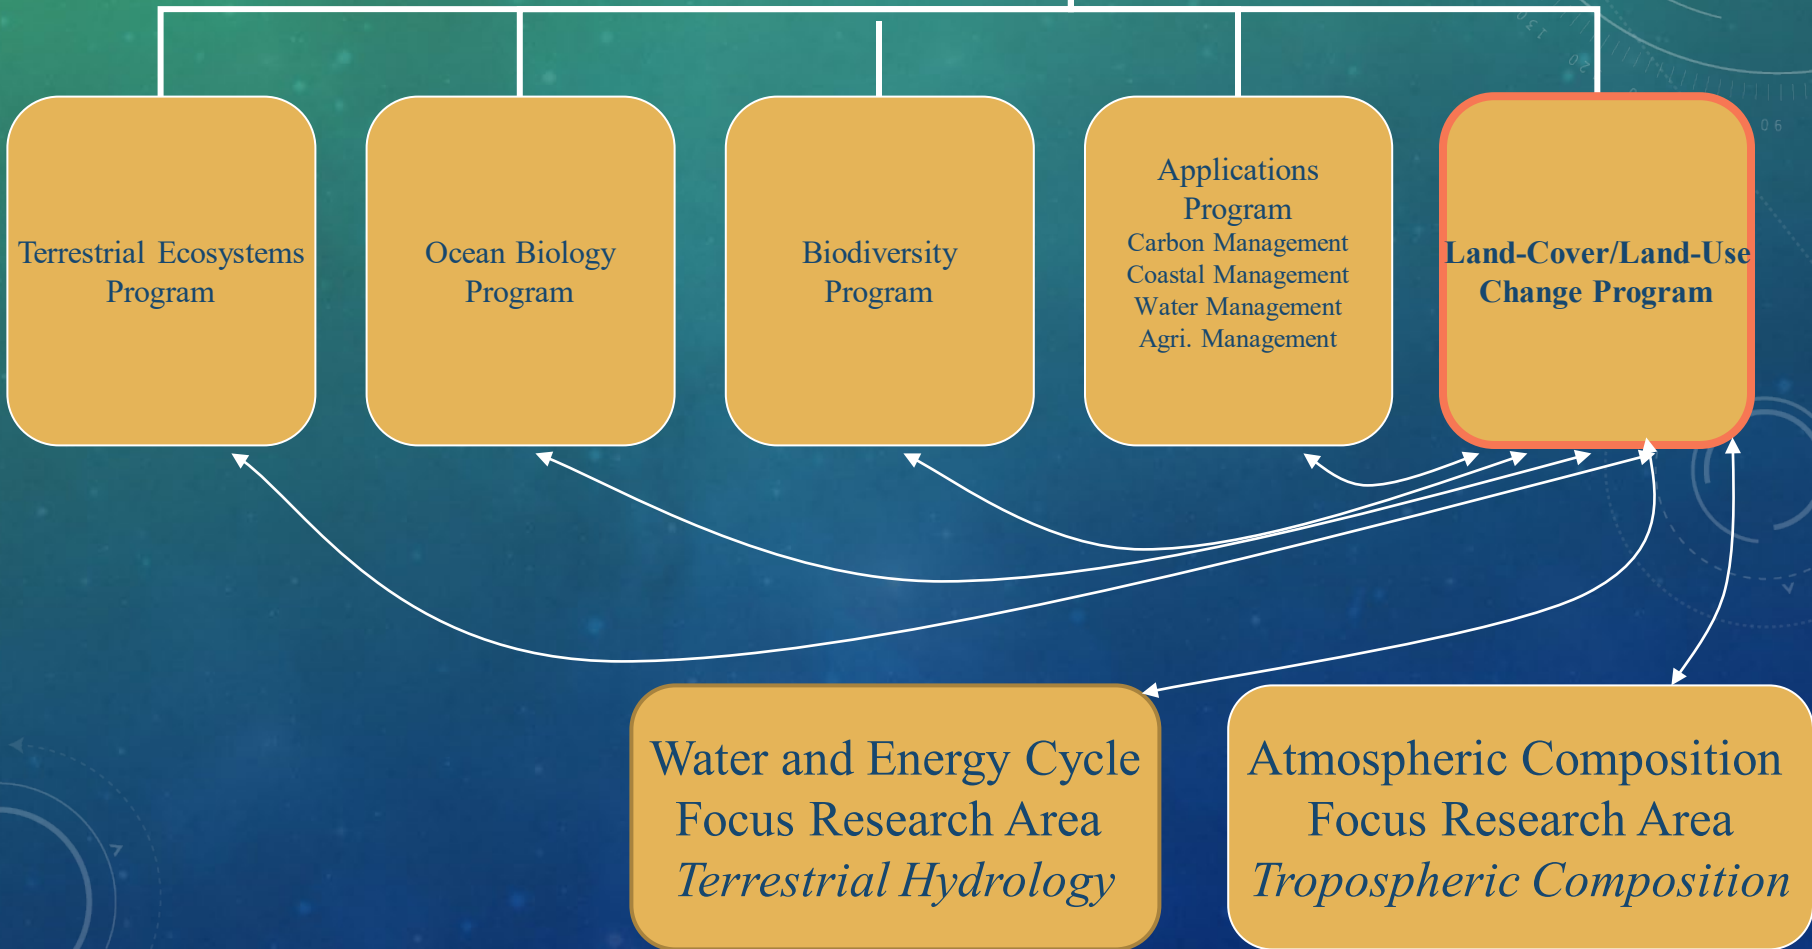 Terrestrial Ecosystems
Program
Ocean Biology
Program
Biodiversity
Program
Applications
Program
Carbon Management
Coastal Management
Water Management
Agri. Management
Land-Cover/Land-Use
Change Program
Water and Energy Cycle
Focus Research Area
Terrestrial Hydrology
Atmospheric Composition
Focus Research Area
Tropospheric Composition